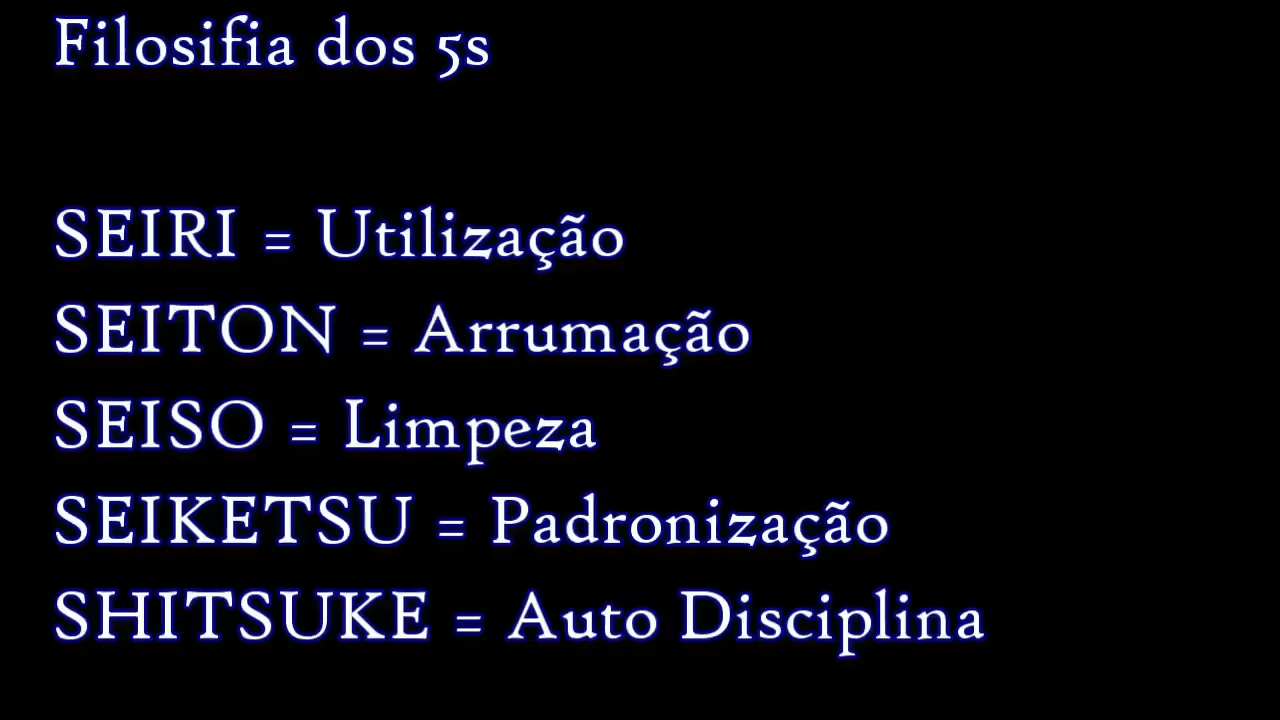 Filosifia dos 5s
SEIRI = Utilização
SEITON = Arrumação
SEISO = Limpeza
SEIKETSU = Padronização
SHITSUKE = Auto Disciplina